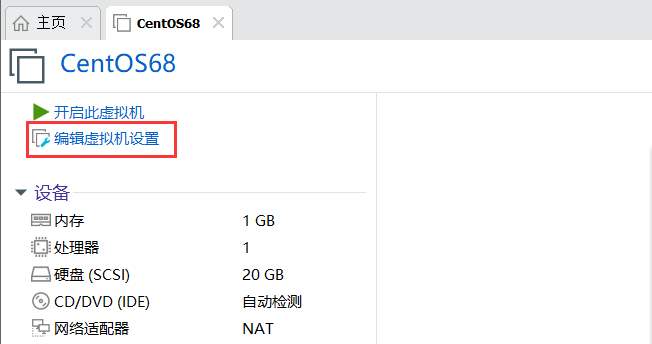 主页 CentOS68
CentOS68
开启此虚拟机
编辑虚拟机设置
设备
内存 1 GB
处理器 1
硬盘 (SCSI) 20 GB
CD/DVD (IDE) 自动检测
网络适配器 NAT